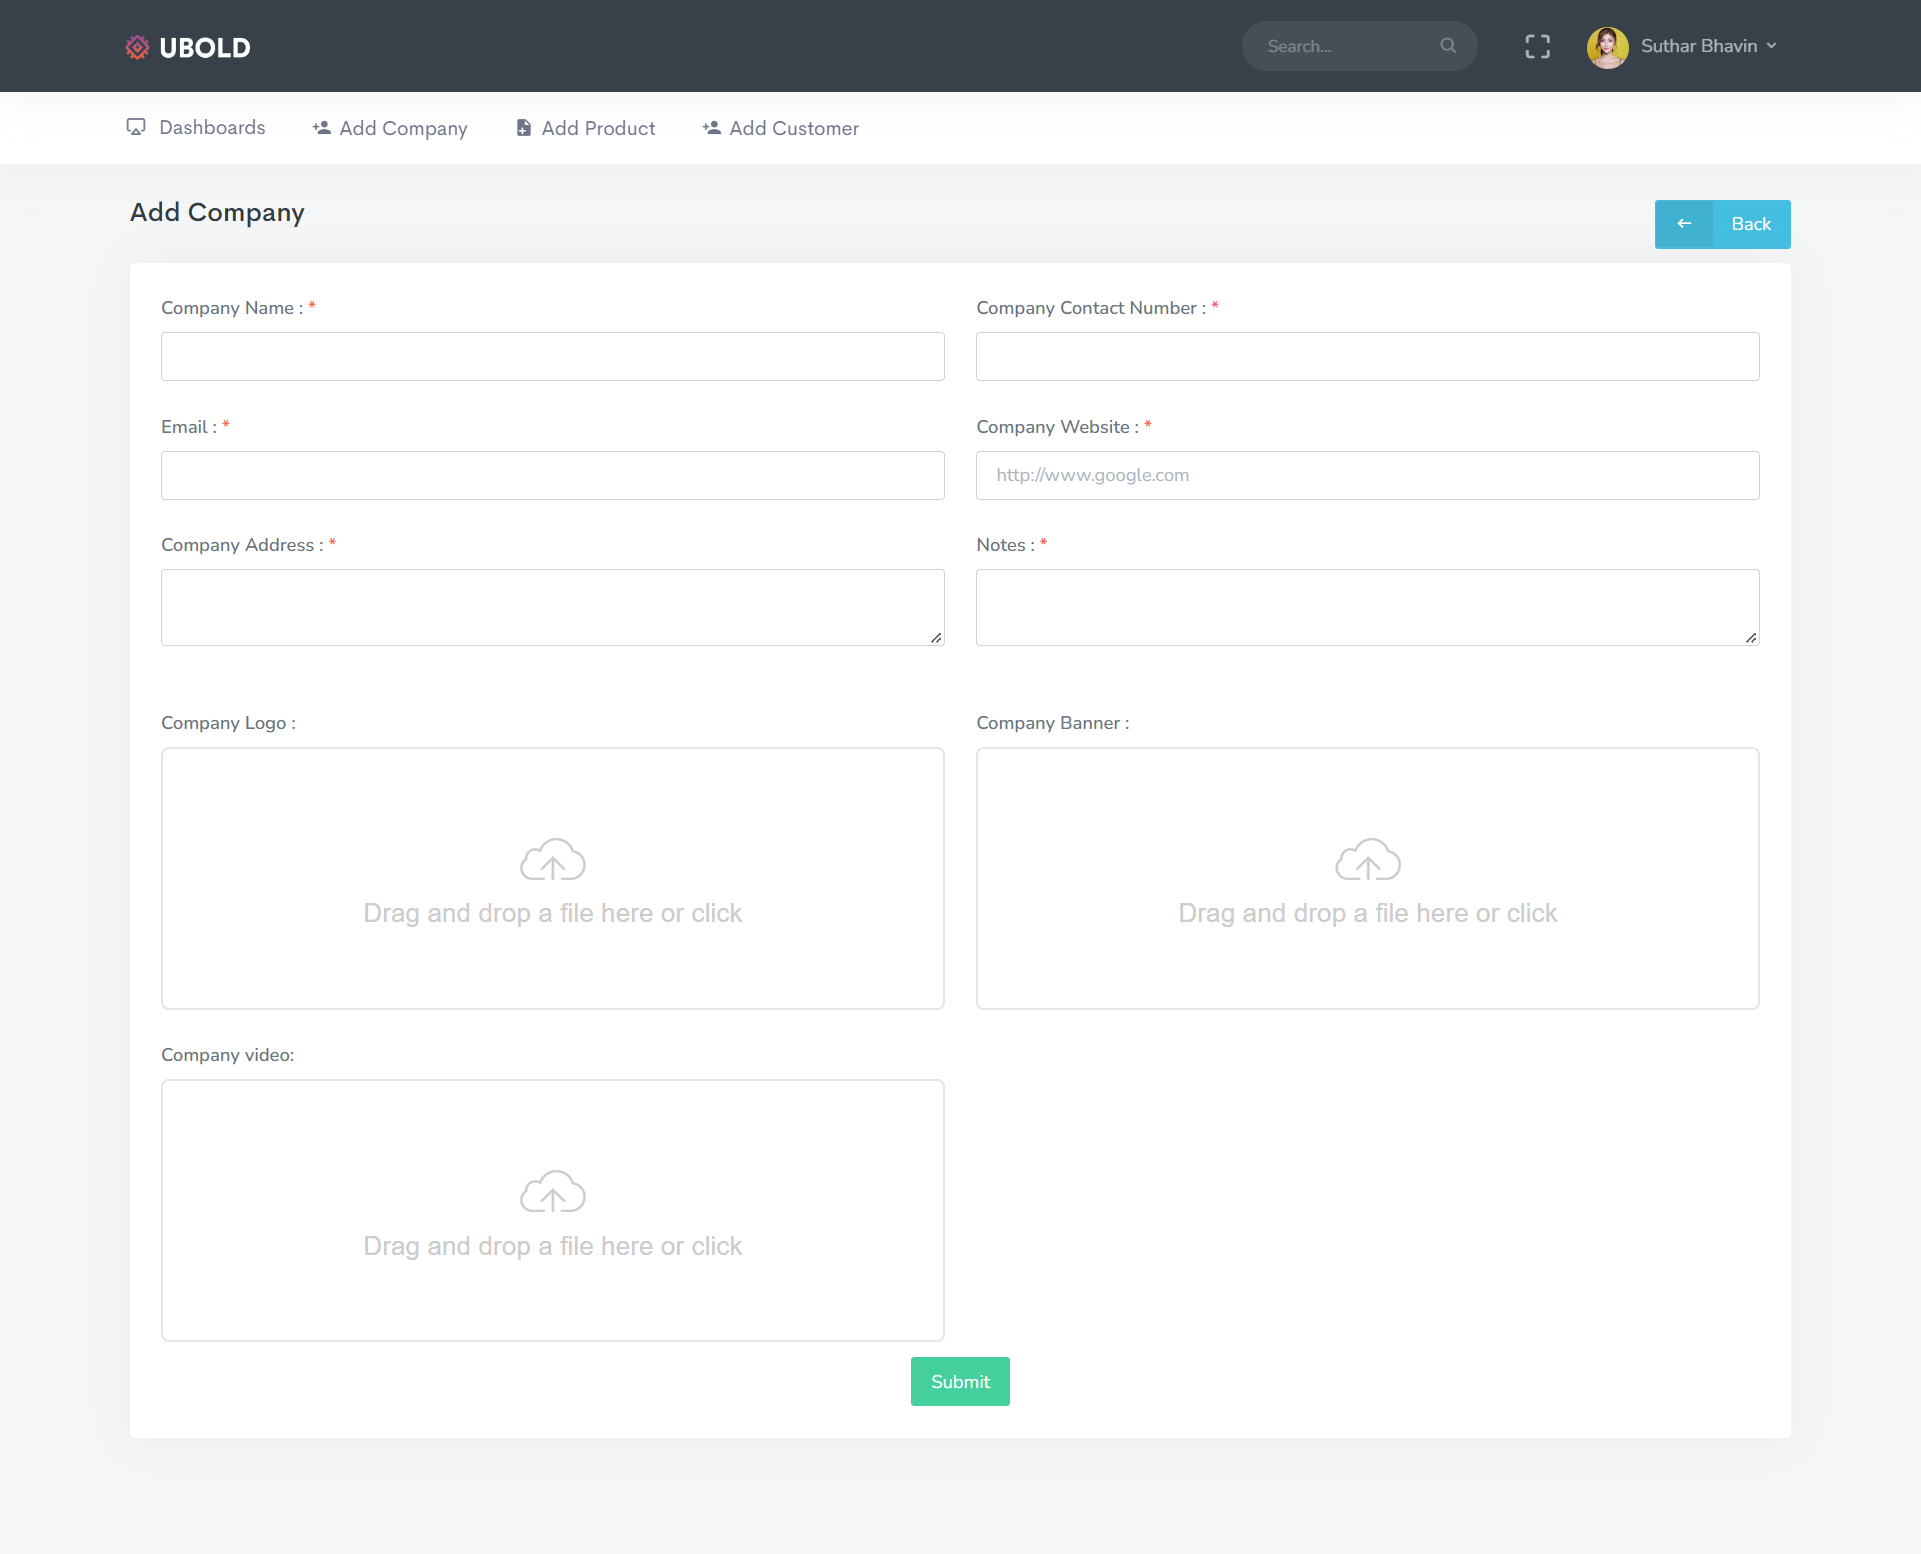 UBOLD
Search...
Suthar Bhavin
Dashboards
Add Company
Add Product
Add Customer
Add Company
Back
Company Name : *
Company Contact Number : *
Email : *
Company Website : *
http://www.google.com
Company Address : *
Notes : *
Company Logo :
Company Banner :
Drag and drop a file here or click
Drag and drop a file here or click
Company video:
Drag and drop a file here or click
Submit